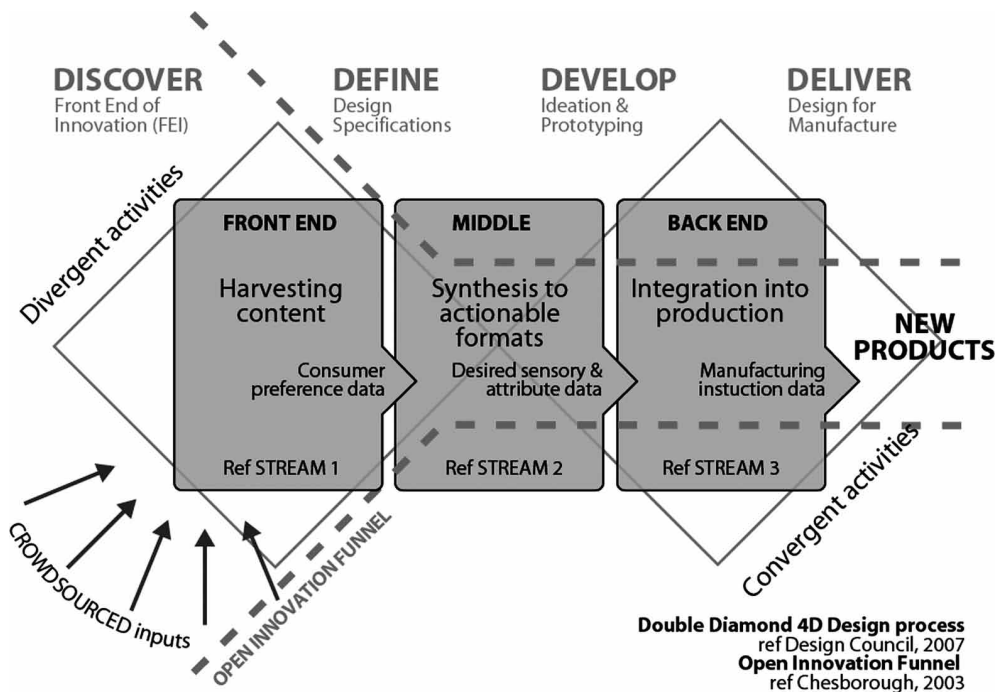 DISCOVER
Front End of
Innovation (FEI)
DEFINE
Design
Specifications
DEVELOP
Ideation &
Prototyping
DELIVER
Design for
Manufacture
Divergent activities
FRONT END
Harvesting
content
Consumer
preference data
Ref STREAM 1
MIDDLE
Synthesis to
actionable
formats
Desired sensory &
attribute data
Ref STREAM 2
BACK END
Integration into
production
Manufacturing
instuction data
Ref STREAM 3
NEW
PRODUCTS
CROWDSOURCED inputs
OPEN INNOVATION FUNNEL
Convergent activities
Double Diamond 4D Design process
ref Design Council, 2007
Open Innovation Funnel
ref Chesborough, 2003